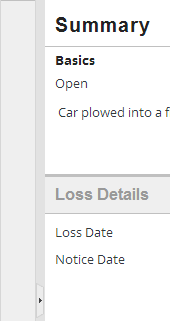 Summary
Basics
Open
Car plowed into a
Loss Details
Loss Date
Notice Date